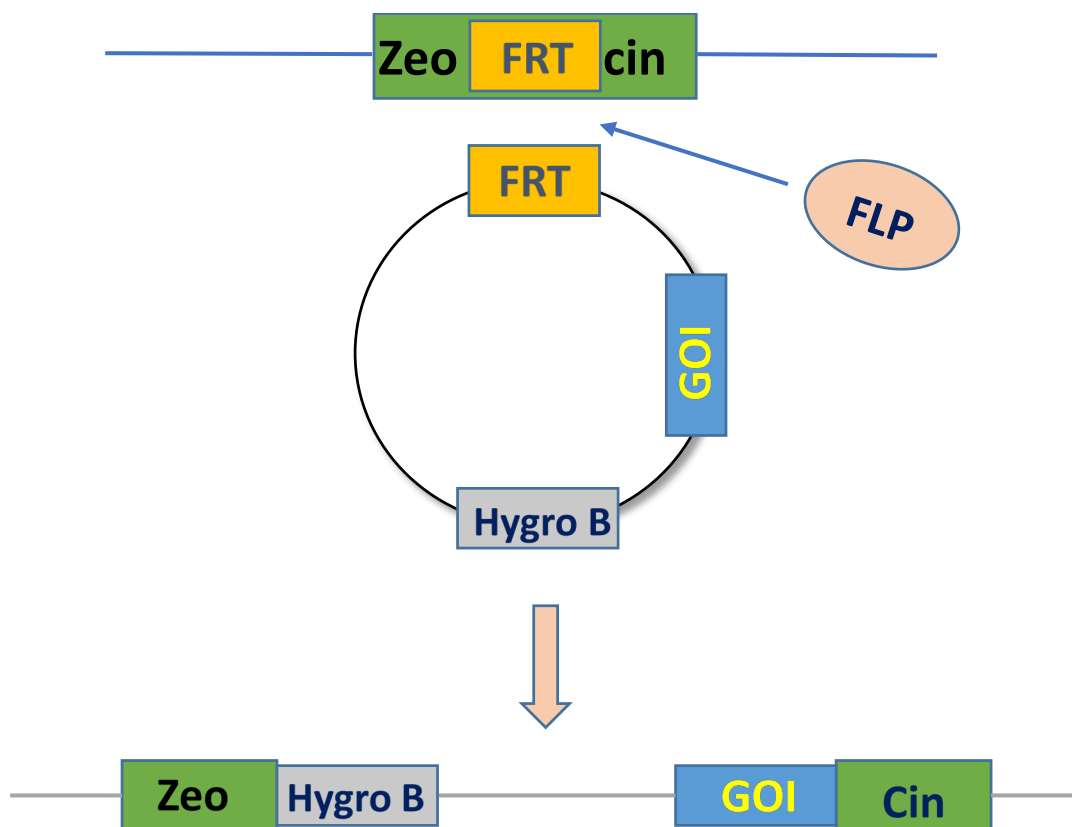 Zeo FRT cin
FRT
FLP
GOI
Hygro B
Zeo Hygro B GOI Cin